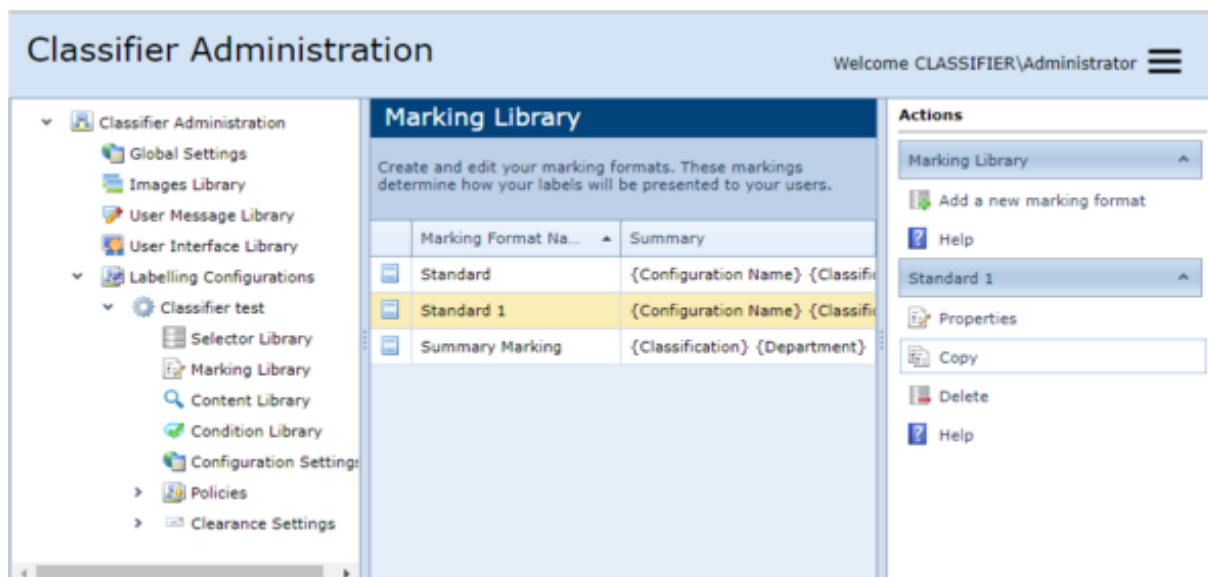 Classifier Administration
Welcome CLASSIFIER\Administrator
Classifier Administration
Global Settings
Images Library
User Message Library
User Interface Library
Labelling Configurations
Classifier test
Selector Library
Marking Library
Content Library
Condition Library
Configuration Settings
Policies
Clearance Settings
Marking Library
Create and edit your marking formats. These markings
determine how your labels will be presented to your users.
Marking Format Na... Summary
Standard {Configuration Name} {Classifi
Standard 1 {Configuration Name} {Classifi
Summary Marking {Classification} {Department}
Actions
Marking Library
Add a new marking format
Help
Standard 1
Properties
Copy
Delete
Help